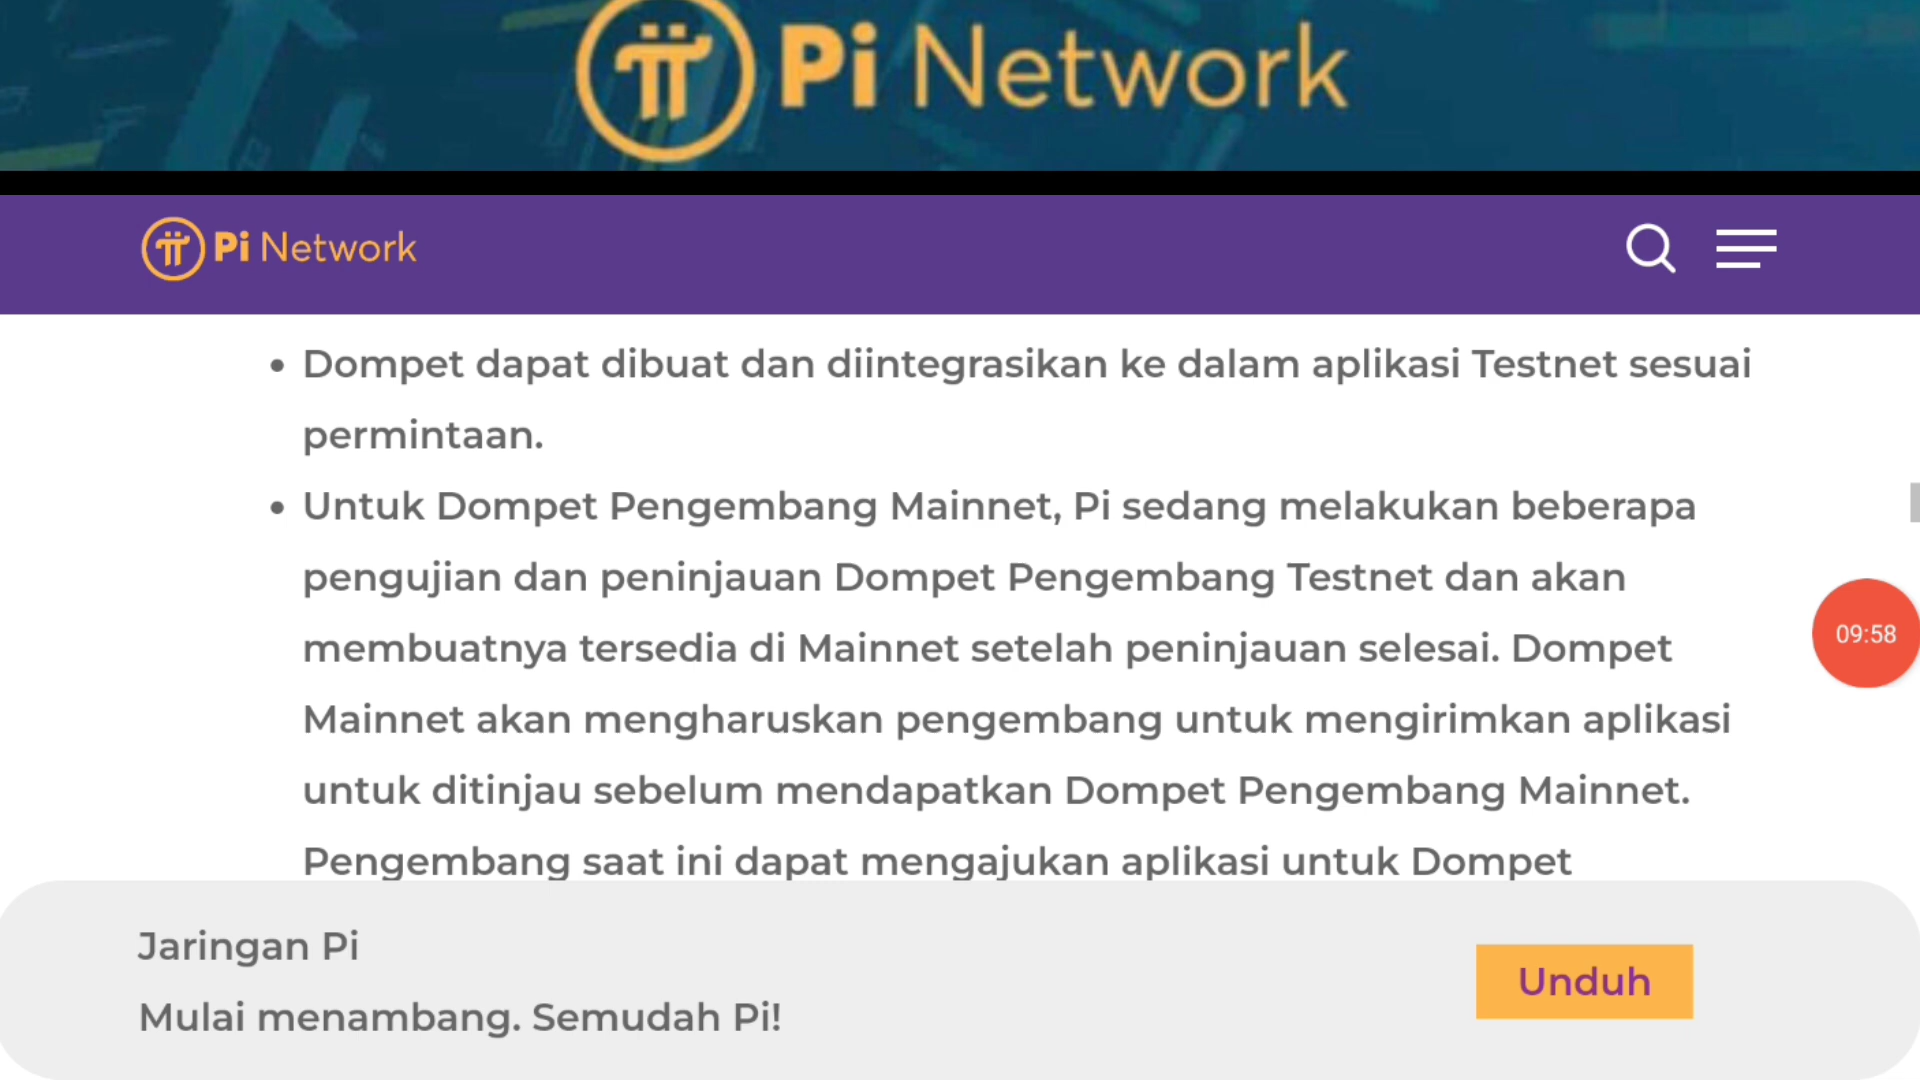 Pi Network
Pi Network
• Dompet dapat dibuat dan diintegrasikan ke dalam aplikasi Testnet sesuai
permintaan.
• Untuk Dompet Pengembang Mainnet, Pi sedang melakukan beberapa
pengujian dan peninjauan Dompet Pengembang Testnet dan akan
membuatnya tersedia di Mainnet setelah peninjauan selesai. Dompet
Mainnet akan mengharuskan pengembang untuk mengirimkan aplikasi
untuk ditinjau sebelum mendapatkan Dompet Pengembang Mainnet.
Pengembang saat ini dapat mengajukan aplikasi untuk Dompet
09:58
Jaringan Pi
Mulai menambang. Semudah Pi!
Unduh